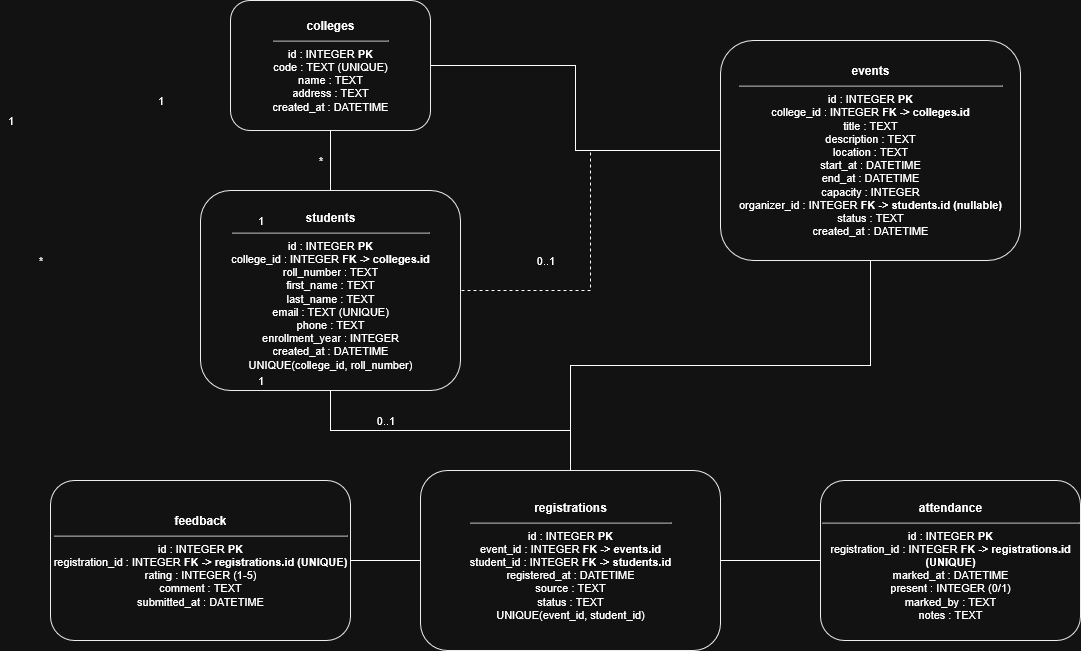 colleges
id : INTEGER PK
code : TEXT (UNIQUE)
name : TEXT
address : TEXT
created_at : DATETIME
1
1
*
events
id : INTEGER PK
college_id : INTEGER FK -> colleges.id
title : TEXT
description : TEXT
location : TEXT
start_at : DATETIME
end_at : DATETIME
capacity : INTEGER
organizer_id : INTEGER FK -> students.id (nullable)
status : TEXT
created_at : DATETIME
1
students
id : INTEGER PK
college_id : INTEGER FK -> colleges.id
roll_number : TEXT
first_name : TEXT
last_name : TEXT
email : TEXT (UNIQUE)
phone : TEXT
enrollment_year : INTEGER
created_at : DATETIME
UNIQUE(college_id, roll_number)
1
*
0..1
0..1
feedback
id : INTEGER PK
registration_id : INTEGER FK -> registrations.id (UNIQUE)
rating : INTEGER (1-5)
comment : TEXT
submitted_at : DATETIME
registrations
id : INTEGER PK
event_id : INTEGER FK -> events.id
student_id : INTEGER FK -> students.id
registered_at : DATETIME
source : TEXT
status : TEXT
UNIQUE(event_id, student_id)
attendance
id : INTEGER PK
registration_id : INTEGER FK -> registrations.id
(UNIQUE)
marked_at : DATETIME
present : INTEGER (0/1)
marked_by : TEXT
notes : TEXT